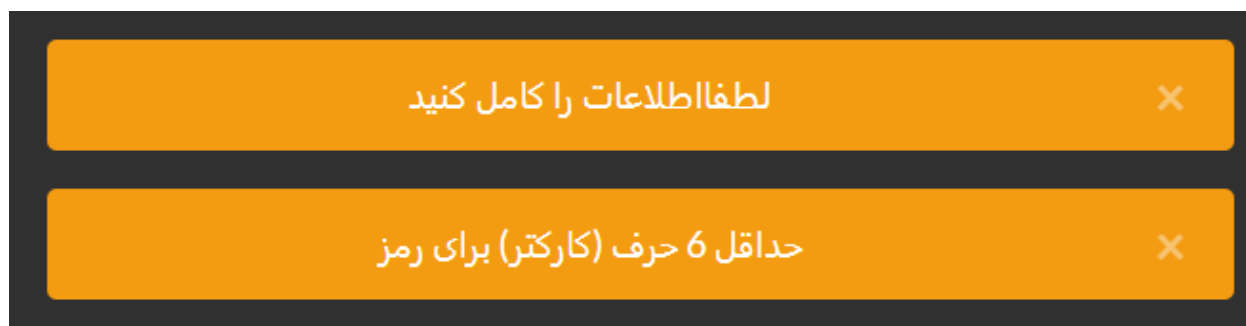 لطفااطلاعات را کامل کنید
حداقل 6 حرف (کارکتر) برای رمز